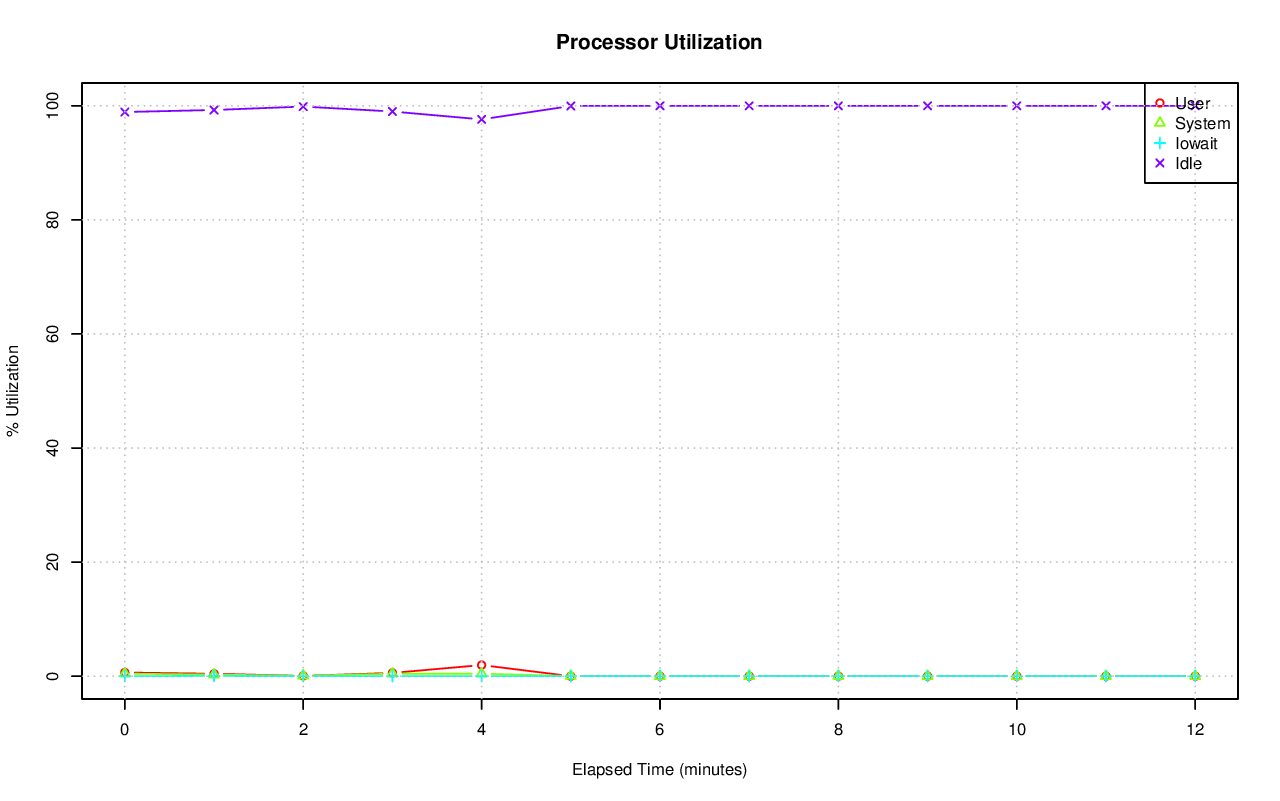 Processor Utilization
100
80
60
40
20
0
% Utilization
User
System
Iowait
Idle
0 2 4 6 8 10 12
Elapsed Time (minutes)